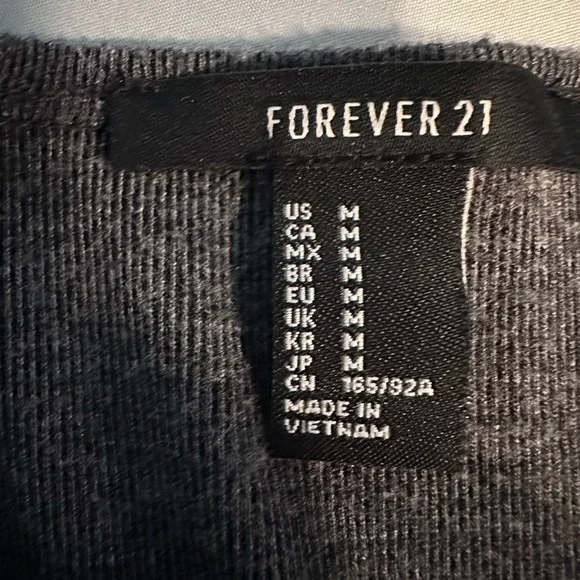 FOREVER 21
US M
CA M
MX M
BR M
EU M
UK M
KR M
JP M
CN 165/92A
MADE IN
VIETNAM